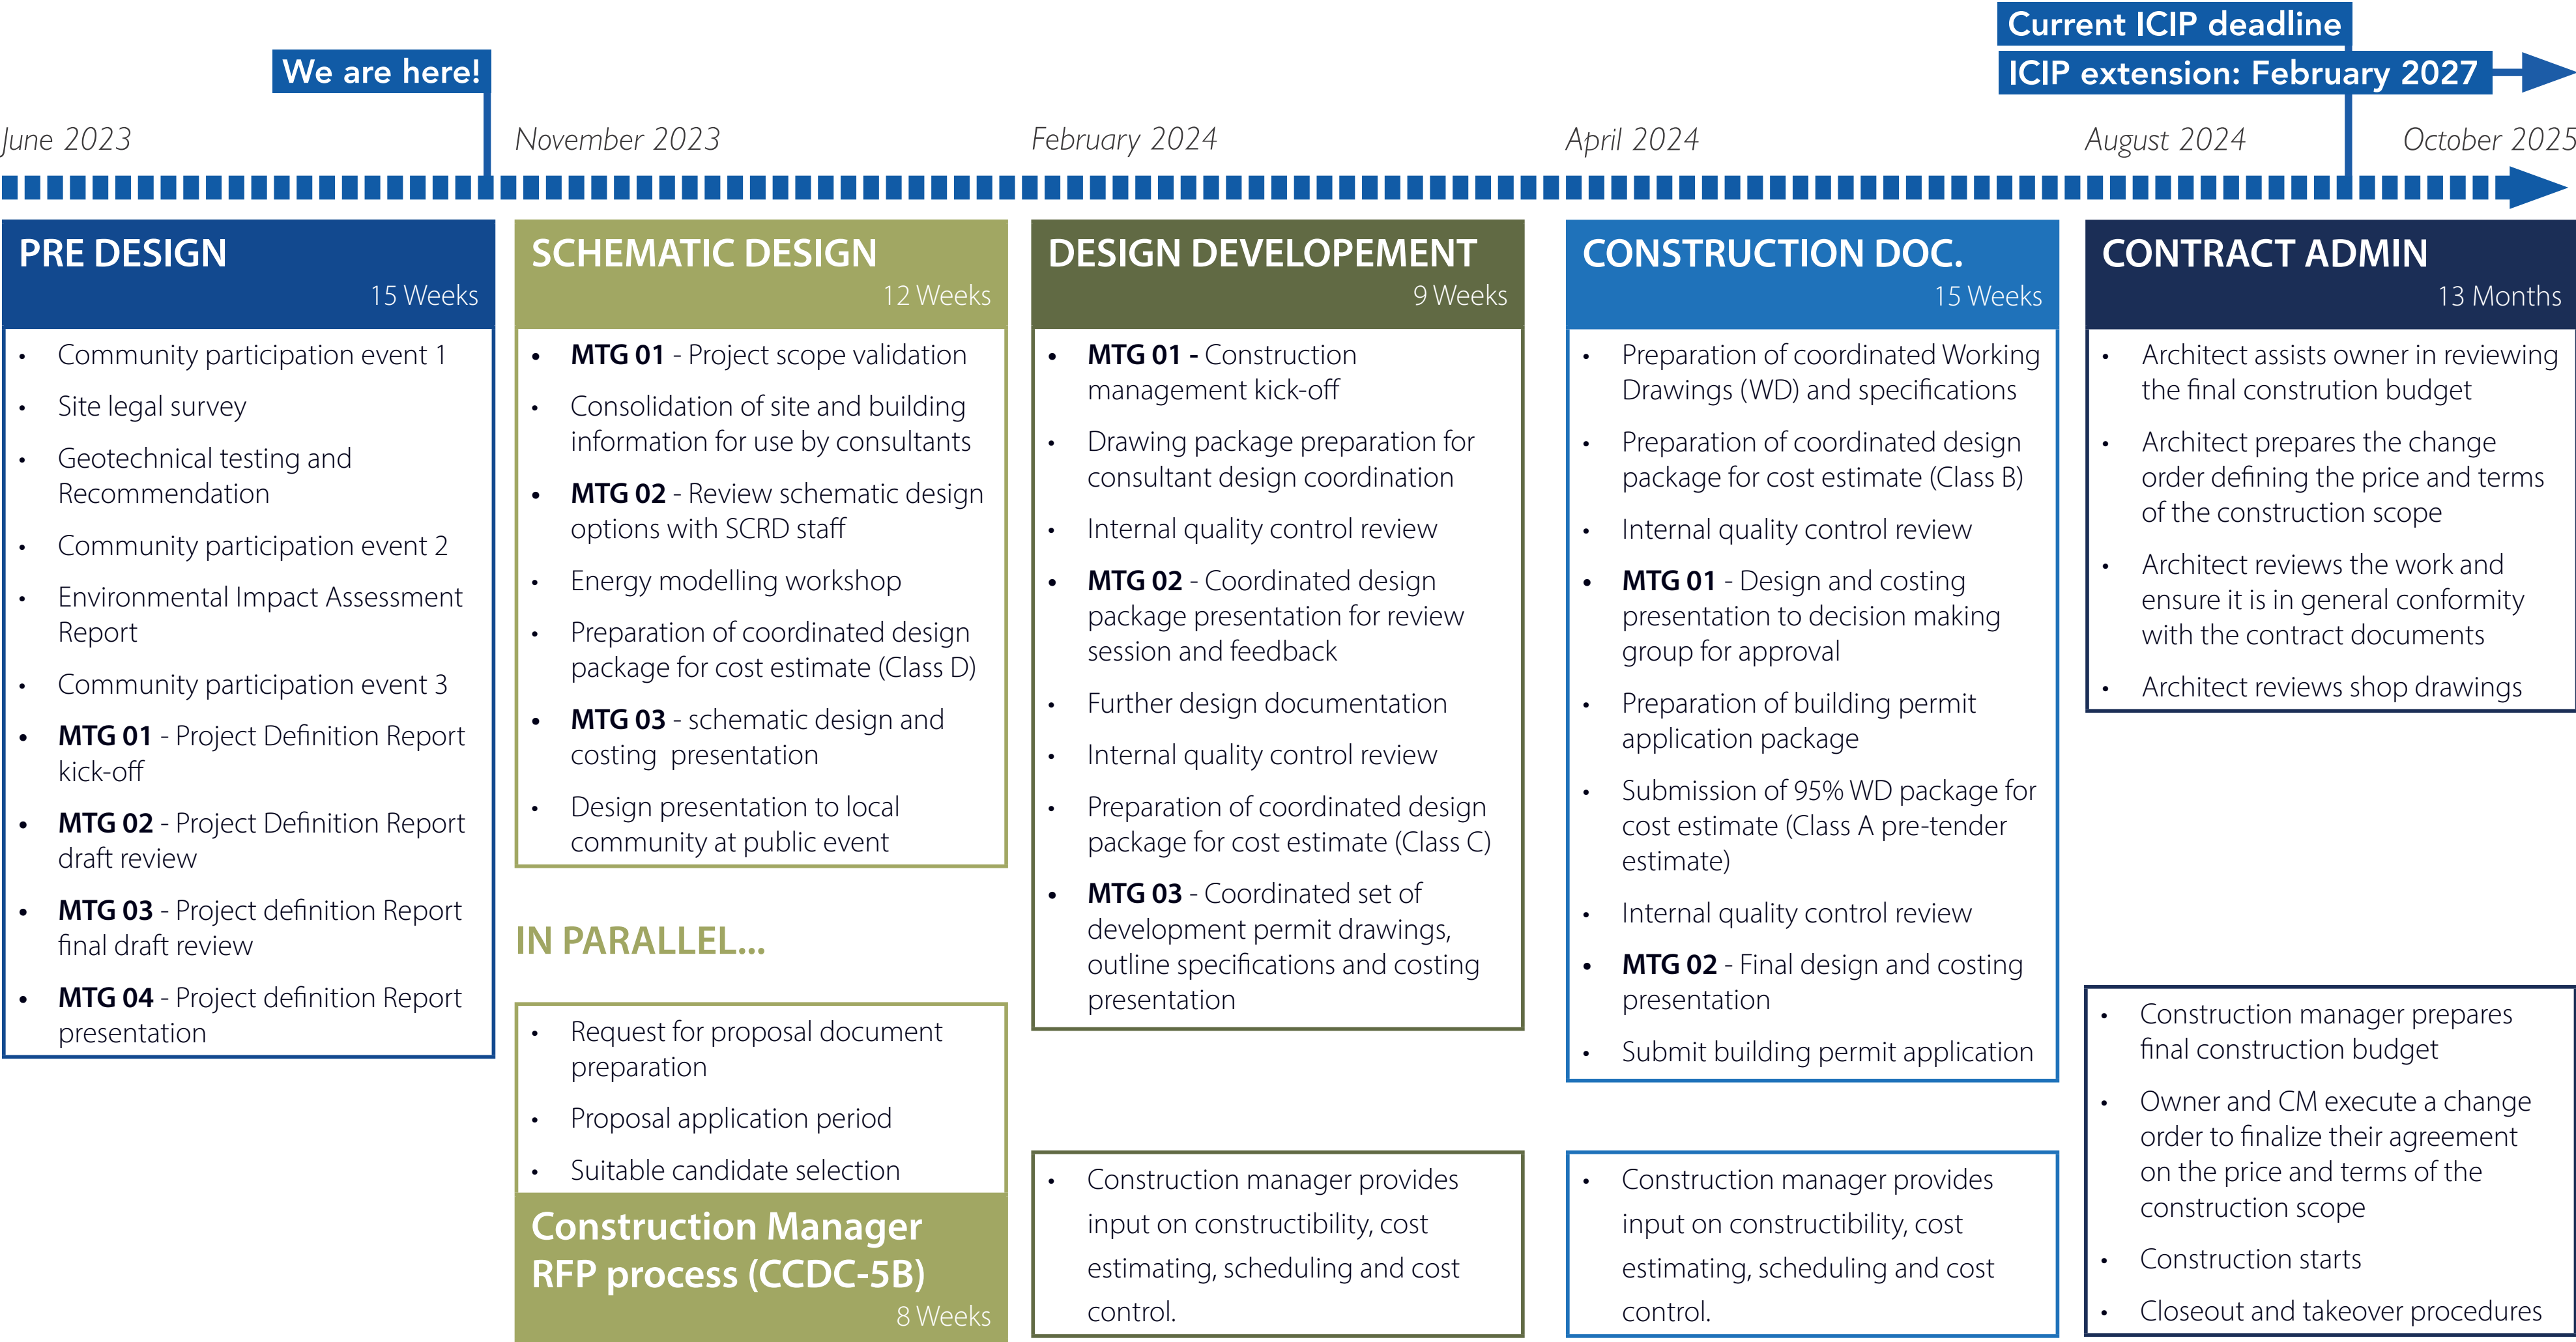 Current ICIP deadline
We are here!
ICIP extension: February 2027
June 2023
November 2023
February 2024
April 2024
August 2024
October 2025
PRE DESIGN
15 Weeks
• Community participation event 1
• Site legal survey
• Geotechnical testing and
Recommendation
• Community participation event 2
• Environmental Impact Assessment
Report
• Community participation event 3
• MTG 01 - Project Definition Report
kick-off
• MTG 02 - Project Definition Report
draft review
• MTG 03 - Project definition Report
final draft review
• MTG 04 - Project definition Report
presentation
SCHEMATIC DESIGN
12 Weeks
• MTG 01 - Project scope validation
• Consolidation of site and building
information for use by consultants
• MTG 02 - Review schematic design
options with SCRD staff
• Energy modelling workshop
• Preparation of coordinated design
package for cost estimate (Class D)
• MTG 03 - schematic design and
costing presentation
• Design presentation to local
community at public event
IN PARALLEL...
• Request for proposal document
preparation
• Proposal application period
• Suitable candidate selection
Construction Manager
RFP process (CCDC-5B)
8 Weeks
DESIGN DEVELOPEMENT
9 Weeks
• MTG 01 - Construction
management kick-off
• Drawing package preparation for
consultant design coordination
• Internal quality control review
• MTG 02 - Coordinated design
package presentation for review
session and feedback
• Further design documentation
• Internal quality control review
• Preparation of coordinated design
package for cost estimate (Class C)
• MTG 03 - Coordinated set of
development permit drawings,
outline specifications and costing
presentation
• Construction manager provides
input on constructibility, cost
estimating, scheduling and cost
control.
CONSTRUCTION DOC.
15 Weeks
• Preparation of coordinated Working
Drawings (WD) and specifications
• Preparation of coordinated design
package for cost estimate (Class B)
• Internal quality control review
• MTG 01 - Design and costing
presentation to decision making
group for approval
• Preparation of building permit
application package
• Submission of 95% WD package for
cost estimate (Class A pre-tender
estimate)
• Internal quality control review
• MTG 02 - Final design and costing
presentation
• Submit building permit application
• Construction manager provides
input on constructibility, cost
estimating, scheduling and cost
control.
CONTRACT ADMIN
13 Months
• Architect assists owner in reviewing
the final constrution budget
• Architect prepares the change
order defining the price and terms
of the construction scope
• Architect reviews the work and
ensure it is in general conformity
with the contract documents
• Architect reviews shop drawings
• Construction manager prepares
final construction budget
• Owner and CM execute a change
order to finalize their agreement
on the price and terms of the
construction scope
• Construction starts
• Closeout and takeover procedures